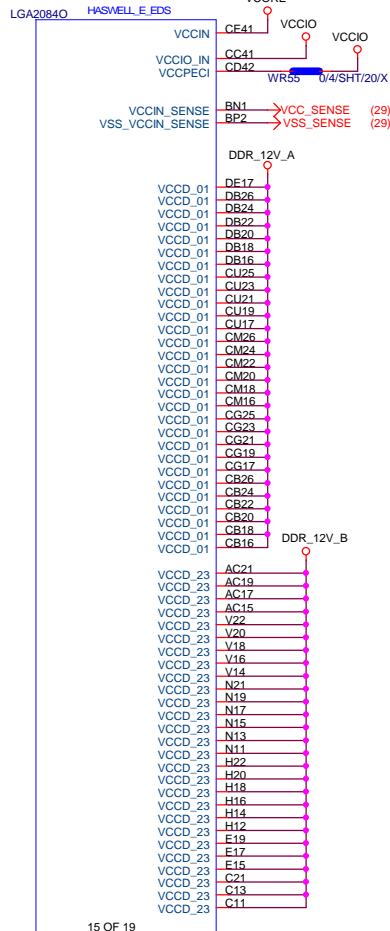 LGA2084O HASWELL_E_EDS
VCCIN CE41
VCCIO
VCCIO_IN CC41
VCCIO
VCCPECI CD42
WR55 0/4/SHT/20/X
VCCIN_SENSE BN1 VCC_SENSE (29)
VSS_VCCIN_SENSE BP2 VSS_SENSE (29)
DDR_12V_A
VCCD_01 DE17
VCCD_01 DB26
VCCD_01 DB24
VCCD_01 DB22
VCCD_01 DB20
VCCD_01 DB18
VCCD_01 DB16
VCCD_01 CU25
VCCD_01 CU23
VCCD_01 CU21
VCCD_01 CU19
VCCD_01 CU17
VCCD_01 CM26
VCCD_01 CM24
VCCD_01 CM22
VCCD_01 CM20
VCCD_01 CM18
VCCD_01 CM16
VCCD_01 CG25
VCCD_01 CG23
VCCD_01 CG21
VCCD_01 CG19
VCCD_01 CG17
VCCD_01 CB26
VCCD_01 CB24
VCCD_01 CB22
VCCD_01 CB20
VCCD_01 CB18
VCCD_01 CB16
DDR_12V_B
VCCD_23 AC21
VCCD_23 AC19
VCCD_23 AC17
VCCD_23 AC15
VCCD_23 V22
VCCD_23 V20
VCCD_23 V18
VCCD_23 V16
VCCD_23 V14
VCCD_23 N21
VCCD_23 N19
VCCD_23 N17
VCCD_23 N15
VCCD_23 N13
VCCD_23 N11
VCCD_23 H22
VCCD_23 H20
VCCD_23 H18
VCCD_23 H16
VCCD_23 H14
VCCD_23 H12
VCCD_23 E19
VCCD_23 E17
VCCD_23 E15
VCCD_23 C21
VCCD_23 C13
VCCD_23 C11
15 OF 19